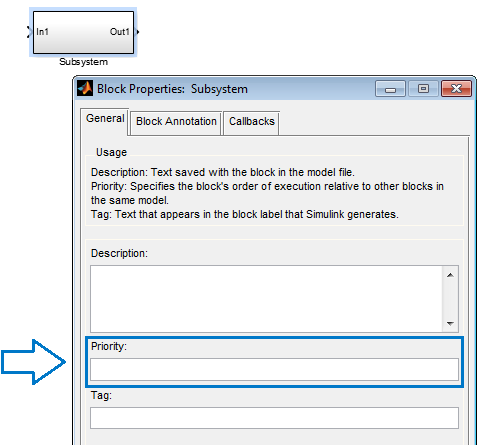 In1 Out1
Subsystem
Block Properties: Subsystem
General Block Annotation Callbacks
Usage
Description: Text saved with the block in the model file.
Priority: Specifies the block's order of execution relative to other blocks in
the same model.
Tag: Text that appears in the block label that Simulink generates.
Description:
Priority:
Tag: